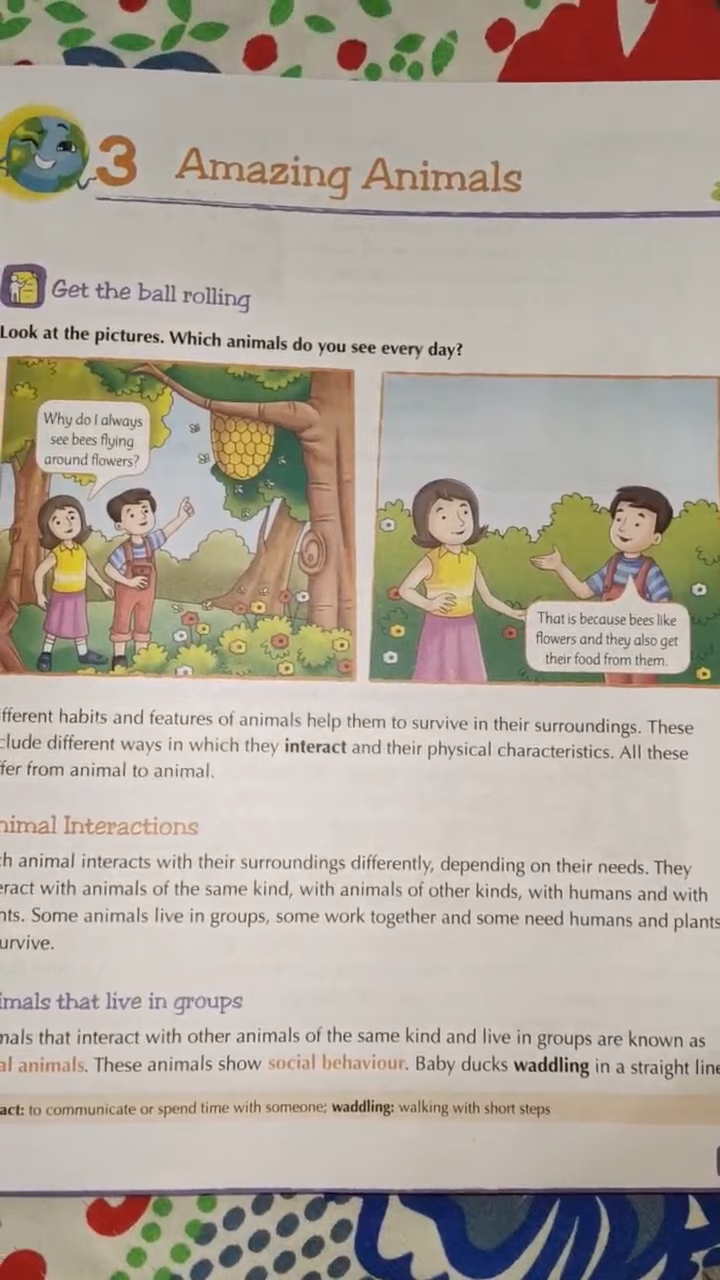 3 Amazing Animals
Get the ball rolling
Look at the pictures. Which animals do you see every day?
Why do I always
see bees flying
around flowers?
That is because bees like
flowers and they also get
their food from them.
ifferent habits and features of animals help them to survive in their surroundings. These
clude different ways in which they interact and their physical characteristics. All these
fer from animal to animal.
nimal Interactions
ch animal interacts with their surroundings differently, depending on their needs. They
eract with animals of the same kind, with animals of other kinds, with humans and with
nts. Some animals live in groups, some work together and some need humans and plants
urvive.
imals that live in groups
mals that interact with other animals of the same kind and live in groups are known as
al animals. These animals show social behaviour. Baby ducks waddling in a straight line
act: to communicate or spend time with someone; waddling: walking with short steps